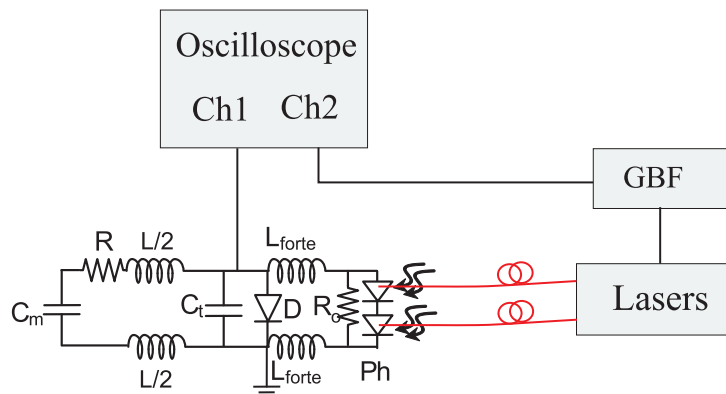 Oscilloscope
Ch1 Ch2
GBF
R L/2 L_forte
C_m C_t D R_o Lasers
L/2 L_forte Ph